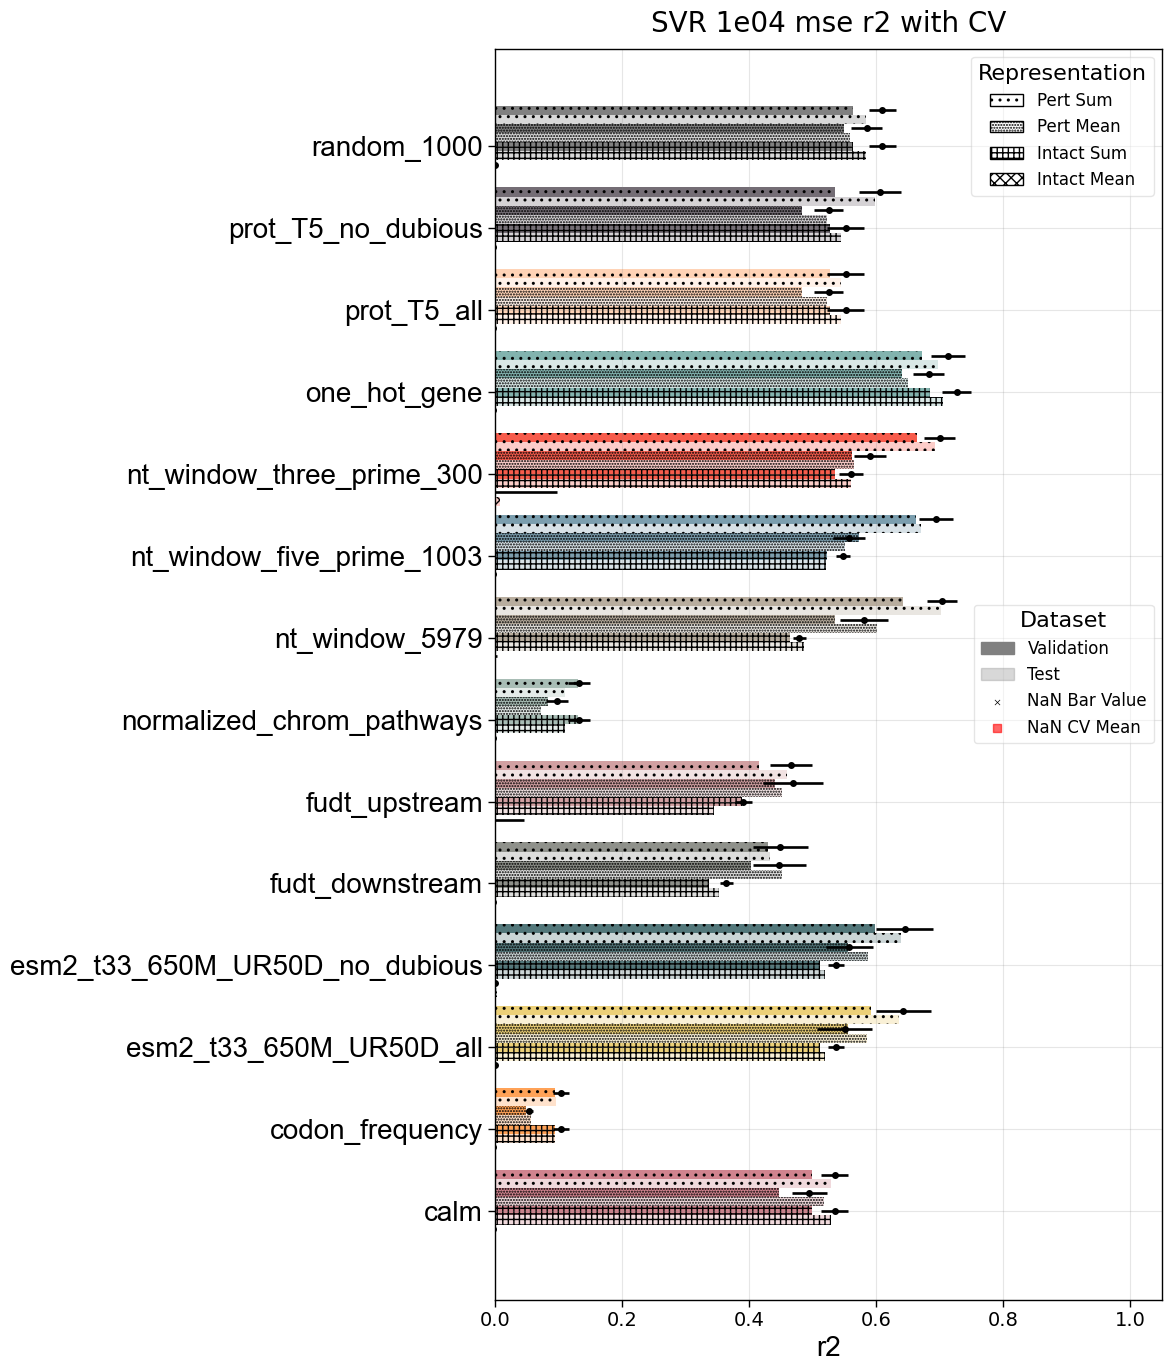 SVR 1e04 mse r2 with CV
Representation
Pert Sum
Pert Mean
Intact Sum
Intact Mean
random_1000
prot_T5_no_dubious
prot_T5_all
one_hot_gene
nt_window_three_prime_300
nt_window_five_prime_1003
nt_window_5979
Dataset
Validation
Test
NaN Bar Value
NaN CV Mean
normalized_chrom_pathways
fudt_upstream
fudt_downstream
esm2_t33_650M_UR50D_no_dubious
esm2_t33_650M_UR50D_all
codon_frequency
calm
0.0 0.2 0.4 0.6 0.8 1.0
r2